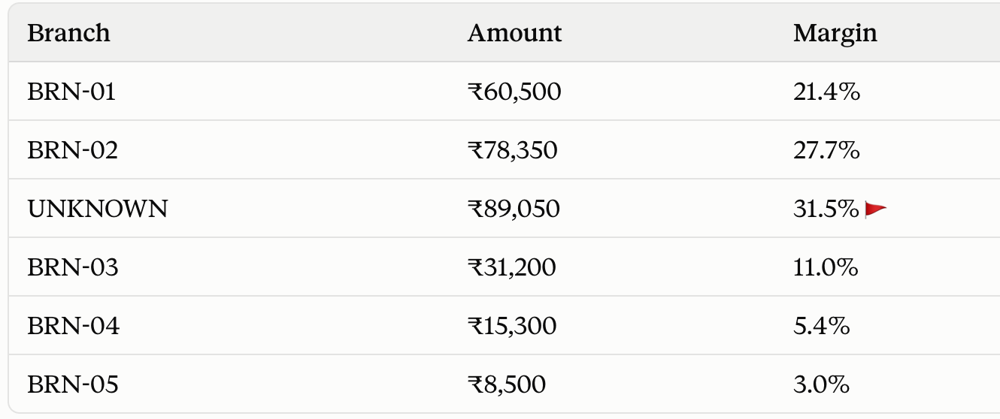 Branch Amount Margin
BRN-01 ₹60,500 21.4%
BRN-02 ₹78,350 27.7%
UNKNOWN ₹89,050 31.5% 🚩
BRN-03 ₹31,200 11.0%
BRN-04 ₹15,300 5.4%
BRN-05 ₹8,500 3.0%